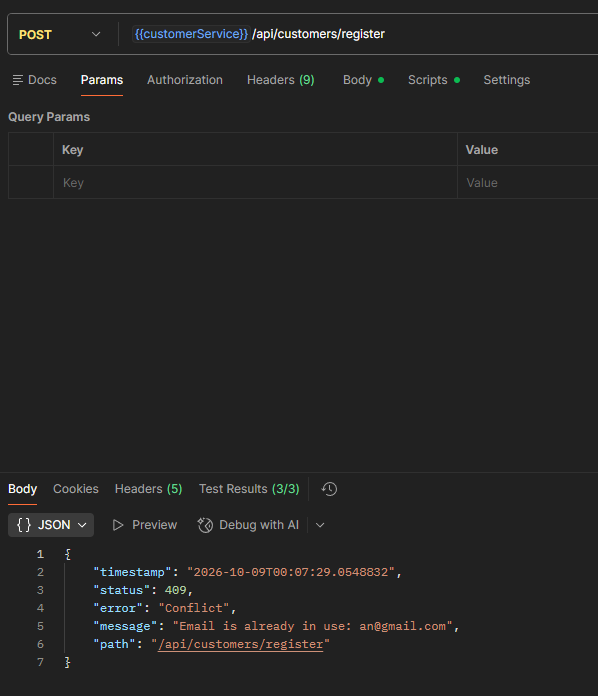 POST {{customerService}} /api/customers/register
Docs Params Authorization Headers (9) Body Scripts Settings
Query Params
Key Value
Key Value
Body Cookies Headers (5) Test Results (3/3)
{} JSON Preview Debug with AI
1 {
2 "timestamp": "2026-10-09T00:07:29.0548832",
3 "status": 409,
4 "error": "Conflict",
5 "message": "Email is already in use: an@gmail.com",
6 "path": "/api/customers/register"
7 }